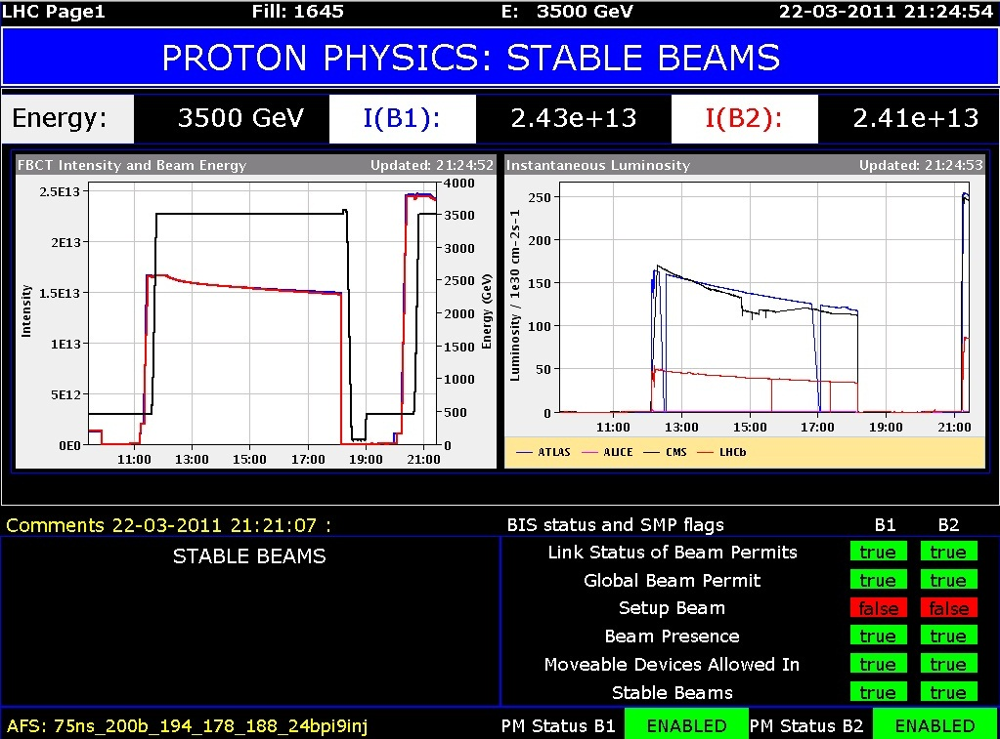 LHC Page1 Fill: 1645 E: 3500 GeV 22-03-2011 21:24:54
PROTON PHYSICS: STABLE BEAMS
Energy: 3500 GeV I(B1): 2.43e+13 I(B2): 2.41e+13
FBCT Intensity and Beam Energy Updated: 21:24:52
2.5E13
2E13
1.5E13
1E13
5E12
0E0
Intensity
4000
3500
3000
2500
2000
1500
1000
500
0
Energy (GeV)
11:00 13:00 15:00 17:00 19:00 21:00
Instantaneous Luminosity Updated: 21:24:53
250
200
150
100
50
0
Luminosity / 1e30 cm-2s-1
11:00 13:00 15:00 17:00 19:00 21:00
ATLAS ALICE CMS LHCb
Comments 22-03-2011 21:21:07 :
STABLE BEAMS
BIS status and SMP flags B1 B2
Link Status of Beam Permits true true
Global Beam Permit true true
Setup Beam false false
Beam Presence true true
Moveable Devices Allowed In true true
Stable Beams true true
AFS: 75ns_200b_194_178_188_24bpi9inj PM Status B1 ENABLED PM Status B2 ENABLED